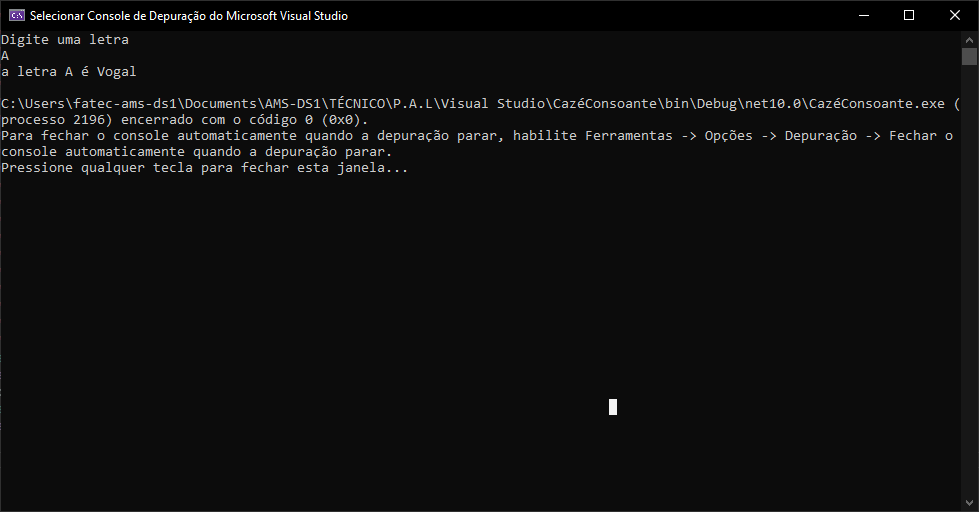 Selecionar Console de Depuração do Microsoft Visual Studio
Digite uma letra
A
a letra A é Vogal
C:\Users\fatec-ams-ds1\Documents\AMS-DS1\TÉCNICO\P.A.L\Visual Studio\CazéConsoante\bin\Debug\net10.0\CazéConsoante.exe (
processo 2196) encerrado com o código 0 (0x0).
Para fechar o console automaticamente quando a depuração parar, habilite Ferramentas -> Opções -> Depuração -> Fechar o
console automaticamente quando a depuração parar.
Pressione qualquer tecla para fechar esta janela...